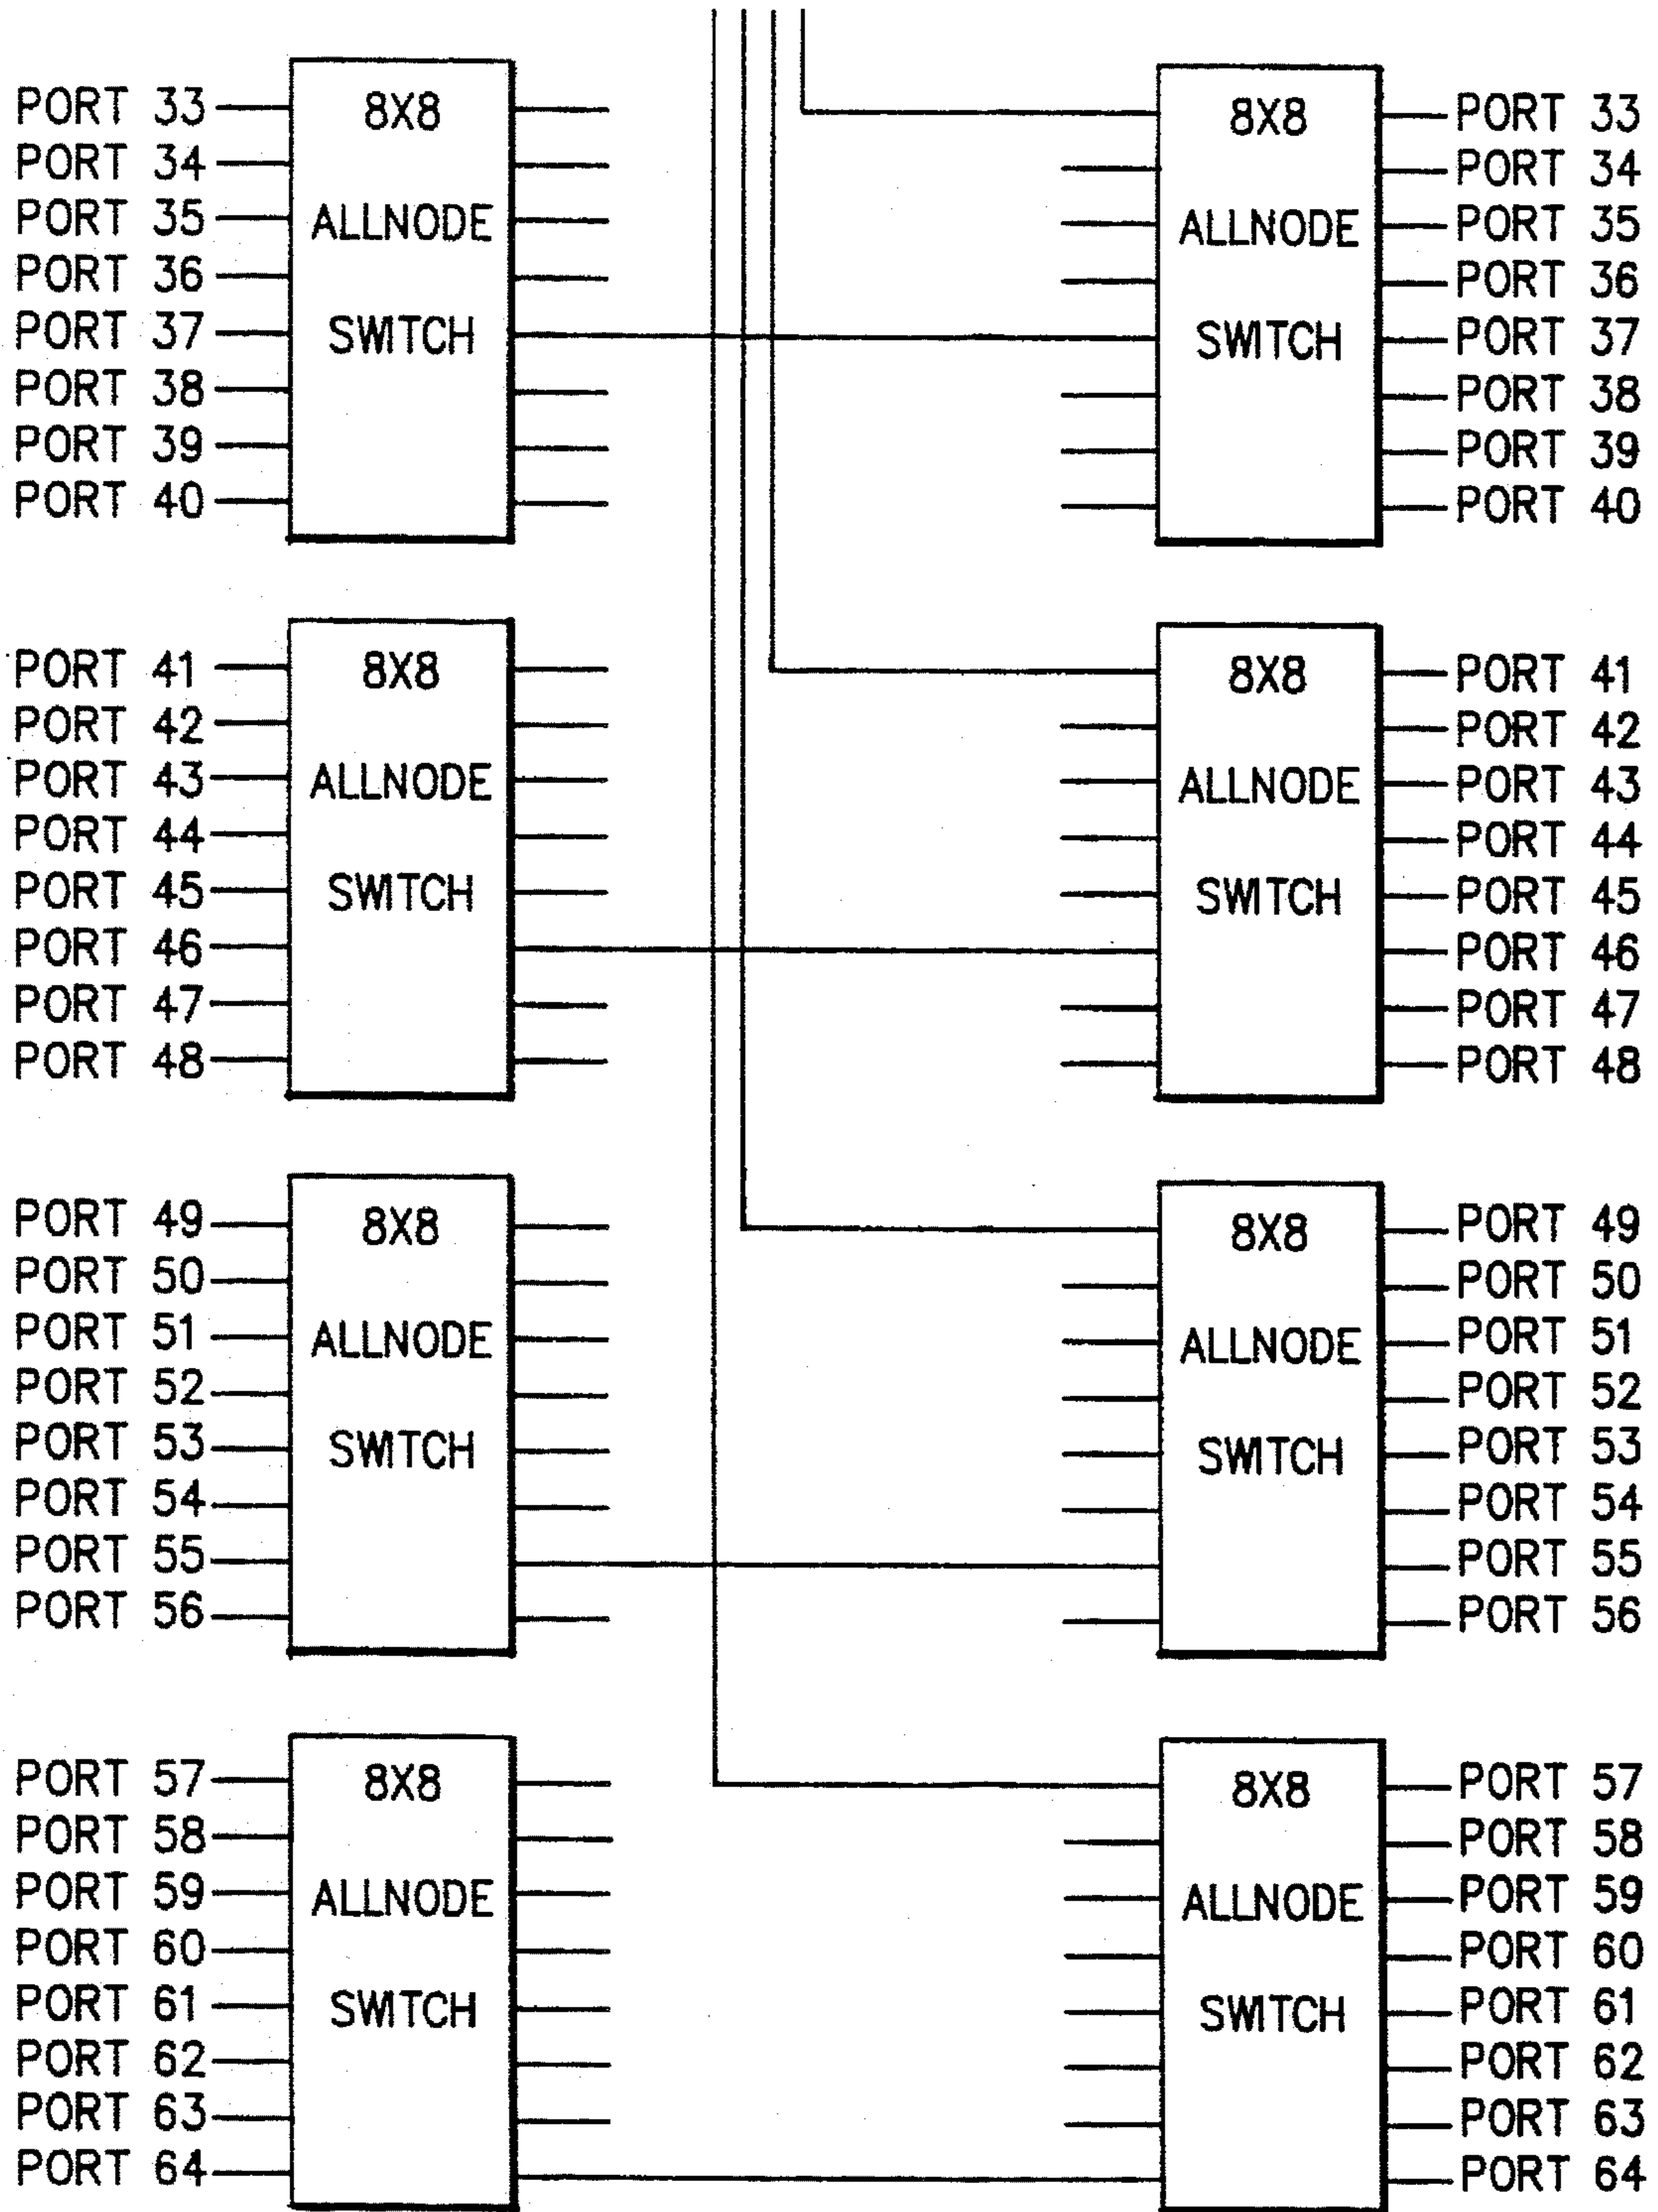 PORT 33 8X8 8X8 PORT 33
PORT 34 PORT 34
PORT 35 ALLNODE ALLNODE PORT 35
PORT 36 PORT 36
PORT 37 SWITCH SWITCH PORT 37
PORT 38 PORT 38
PORT 39 PORT 39
PORT 40 PORT 40
PORT 41 8X8 8X8 PORT 41
PORT 42 PORT 42
PORT 43 ALLNODE ALLNODE PORT 43
PORT 44 PORT 44
PORT 45 SWITCH SWITCH PORT 45
PORT 46 PORT 46
PORT 47 PORT 47
PORT 48 PORT 48
PORT 49 8X8 8X8 PORT 49
PORT 50 PORT 50
PORT 51 ALLNODE ALLNODE PORT 51
PORT 52 PORT 52
PORT 53 SWITCH SWITCH PORT 53
PORT 54 PORT 54
PORT 55 PORT 55
PORT 56 PORT 56
PORT 57 8X8 8X8 PORT 57
PORT 58 PORT 58
PORT 59 ALLNODE ALLNODE PORT 59
PORT 60 PORT 60
PORT 61 SWITCH SWITCH PORT 61
PORT 62 PORT 62
PORT 63 PORT 63
PORT 64 PORT 64